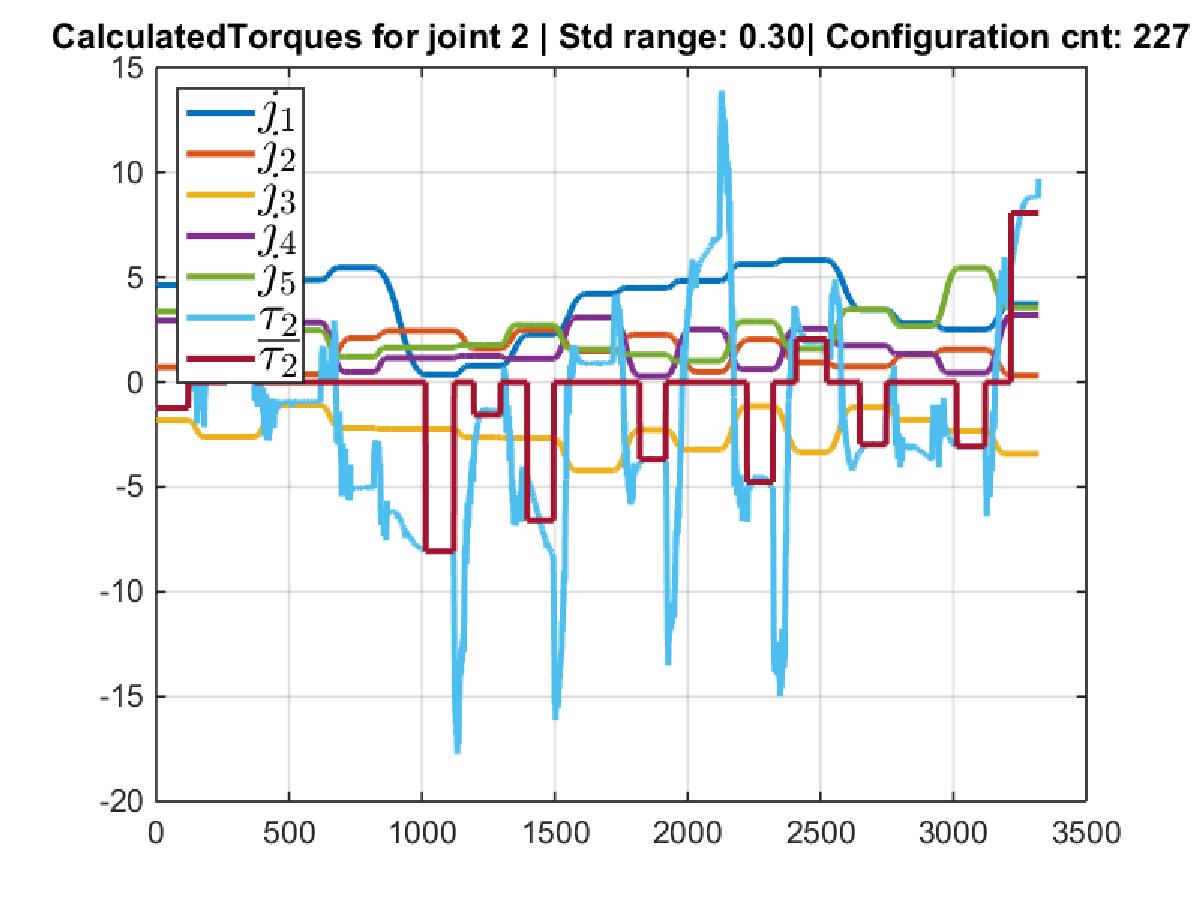 CalculatedTorques for joint 2 | Std range: 0.30| Configuration cnt: 227
15
10
5
0
-5
-10
-15
-20
j1
j2
j3
j4
j5
τ2
τ̅2
0 500 1000 1500 2000 2500 3000 3500